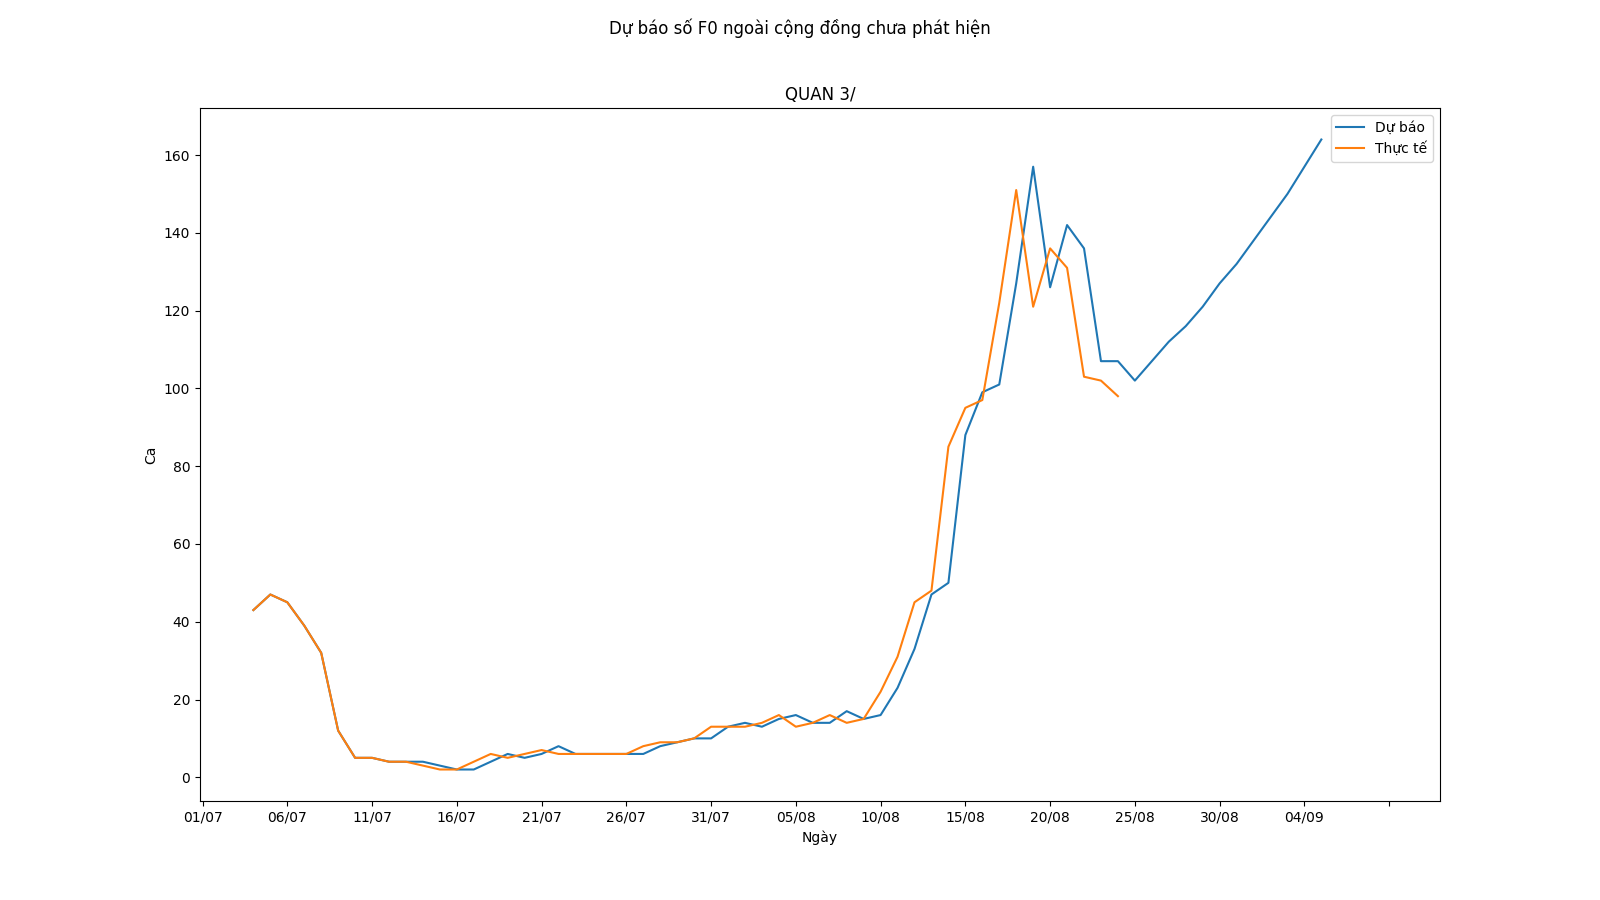 Dự báo số F0 ngoài cộng đồng chưa phát hiện
QUAN 3/
Dự báo
Thực tế
160
140
120
100
80
60
40
20
0
Ca
01/07 06/07 11/07 16/07 21/07 26/07 31/07 05/08 10/08 15/08 20/08 25/08 30/08 04/09
Ngày